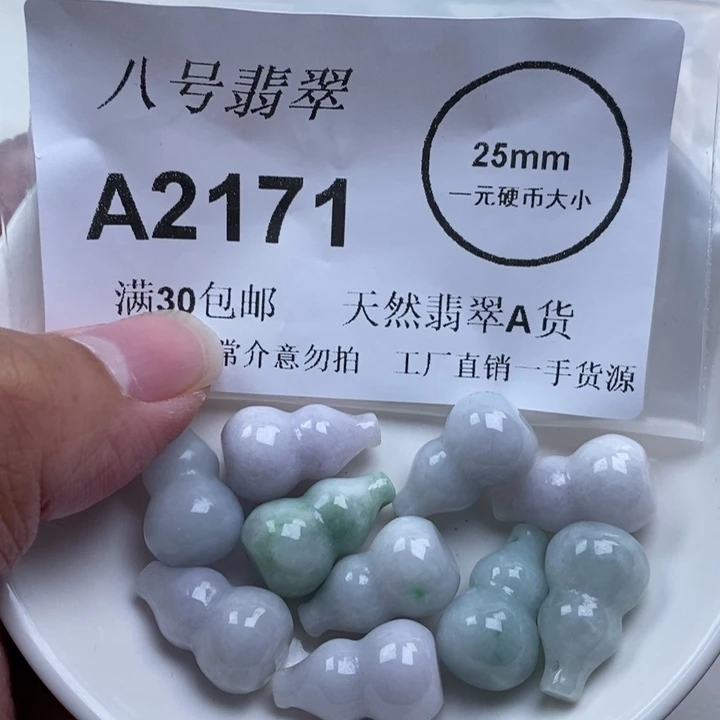 八号翡翠
25mm
一元硬币大小
A2171
满30包邮 天然翡翠A货
常介意勿拍 工厂直销一手货源